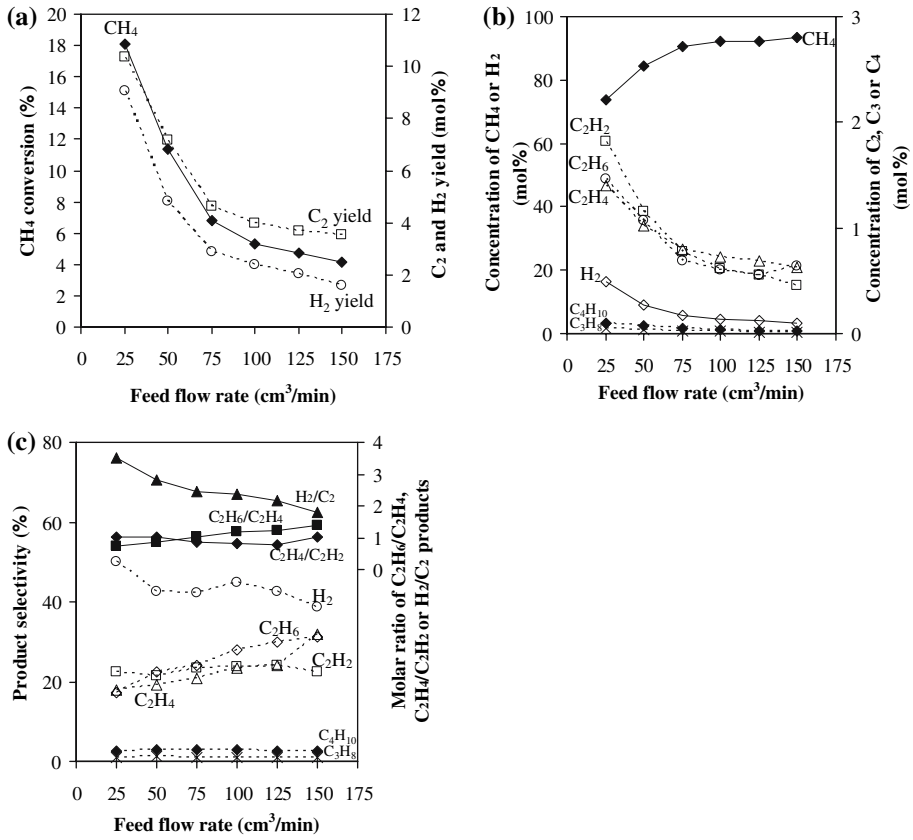 (a)
20
18
16
14
12
10
8
6
4
2
0
CH₄ conversion (%)
12
10
8
6
4
2
0
C₂ and H₂ yield (mol%)
CH₄
C₂ yield
H₂ yield
0 25 50 75 100 125 150 175
Feed flow rate (cm³/min)
(b)
100
80
60
40
20
0
Concentration of CH₄ or H₂
(mol%)
3
2
1
0
Concentration of C₂, C₃ or C₄
(mol%)
CH₄
C₂H₂
C₂H₆
C₂H₄
H₂
C₄H₁₀
C₃H₈
0 25 50 75 100 125 150 175
Feed flow rate (cm³/min)
(c)
80
60
40
20
0
Product selectivity (%)
4
3
2
1
0
Molar ratio of C₂H₆/C₂H₄,
C₂H₄/C₂H₂ or H₂/C₂ products
H₂/C₂
C₂H₆/C₂H₄
C₂H₄/C₂H₂
H₂
C₂H₆
C₂H₂
C₂H₄
C₄H₁₀
C₃H₈
0 25 50 75 100 125 150 175
Feed flow rate (cm³/min)